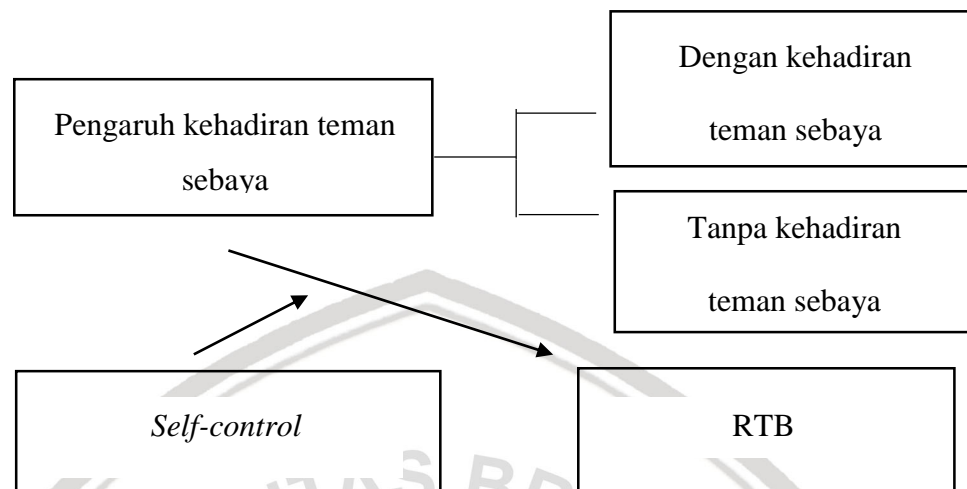 Dengan kehadiran
teman sebaya
Pengaruh kehadiran teman
sebaya
Tanpa kehadiran
teman sebaya
Self-control
RTB